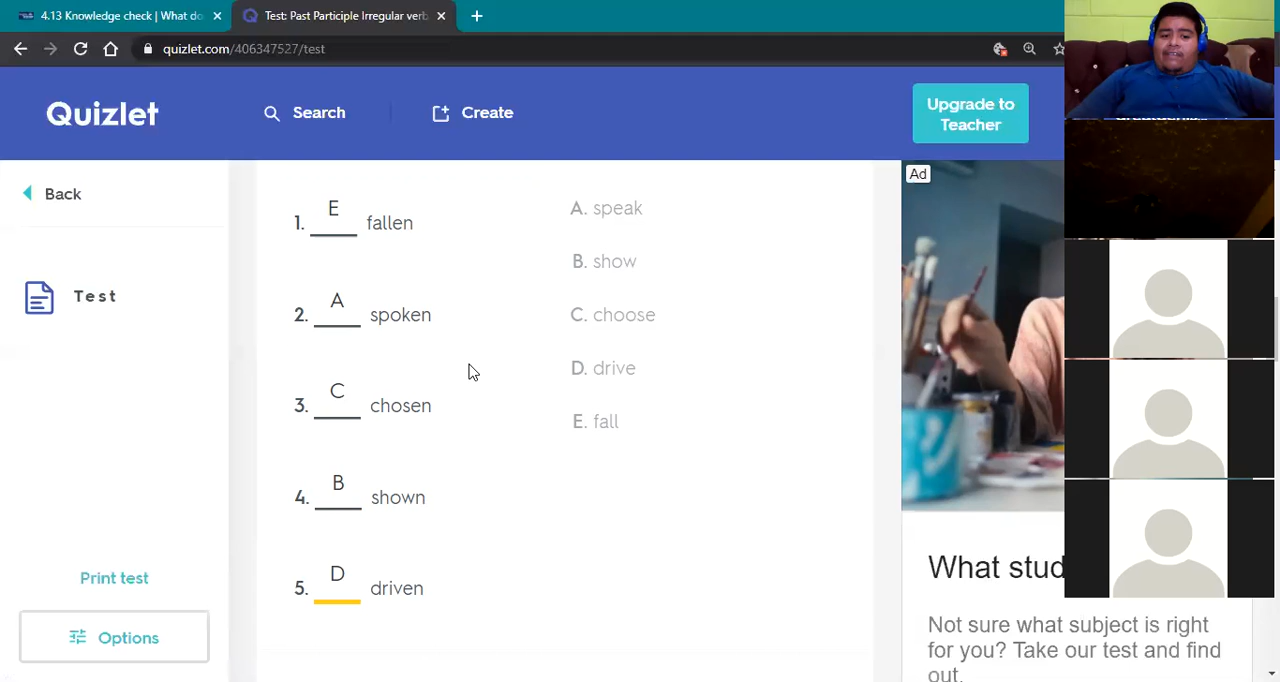 4.13 Knowledge check | What do
Test: Past Participle Irregular verb
quizlet.com/406347527/test
Quizlet
Search
Create
Upgrade to
Teacher
Back
Test
Print test
Options
1. E fallen
2. A spoken
3. C chosen
4. B shown
5. D driven
A. speak
B. show
C. choose
D. drive
E. fall
Ad
What stud
Not sure what subject is right
for you? Take our test and find
out.